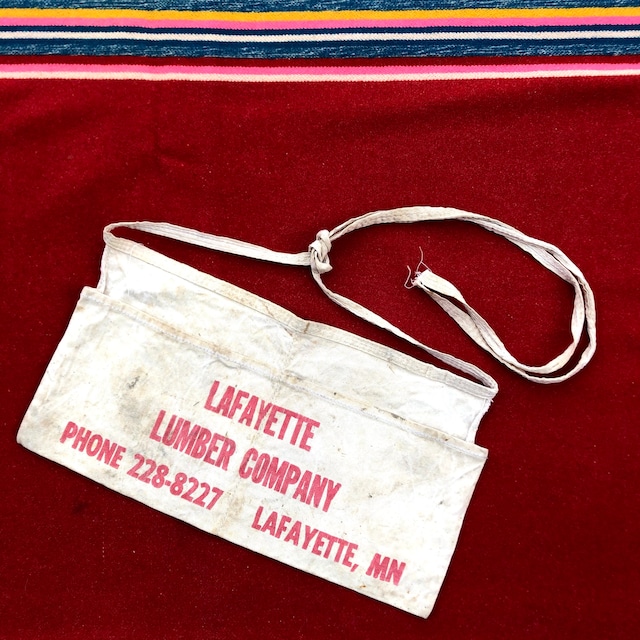 LAFAYETTE
LUMBER COMPANY
PHONE 228-8227 LAFAYETTE, MN